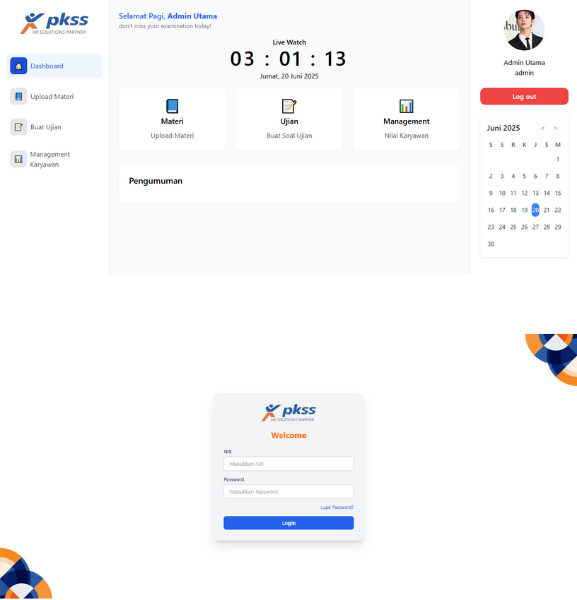 pkss
HR SOLUTIONS PARTNER
Dashboard
Upload Materi
Buat Ujian
Management
Karyawan
Selamat Pagi, Admin Utama
don't miss your examination today!
Live Watch
03 : 01 : 13
Jumat, 20 Juni 2025
Materi
Upload Materi
Ujian
Buat Soal Ujian
Management
Nilai Karyawan
Pengumuman
Admin Utama
admin
Log out
Juni 2025 < >
S S R K J S M
1
2 3 4 5 6 7 8
9 10 11 12 13 14 15
16 17 18 19 20 21 22
23 24 25 26 27 28 29
30
pkss
HR SOLUTIONS PARTNER
Welcome
NIK
Masukkan NIK
Password
Masukkan Password
Lupa Password?
Login